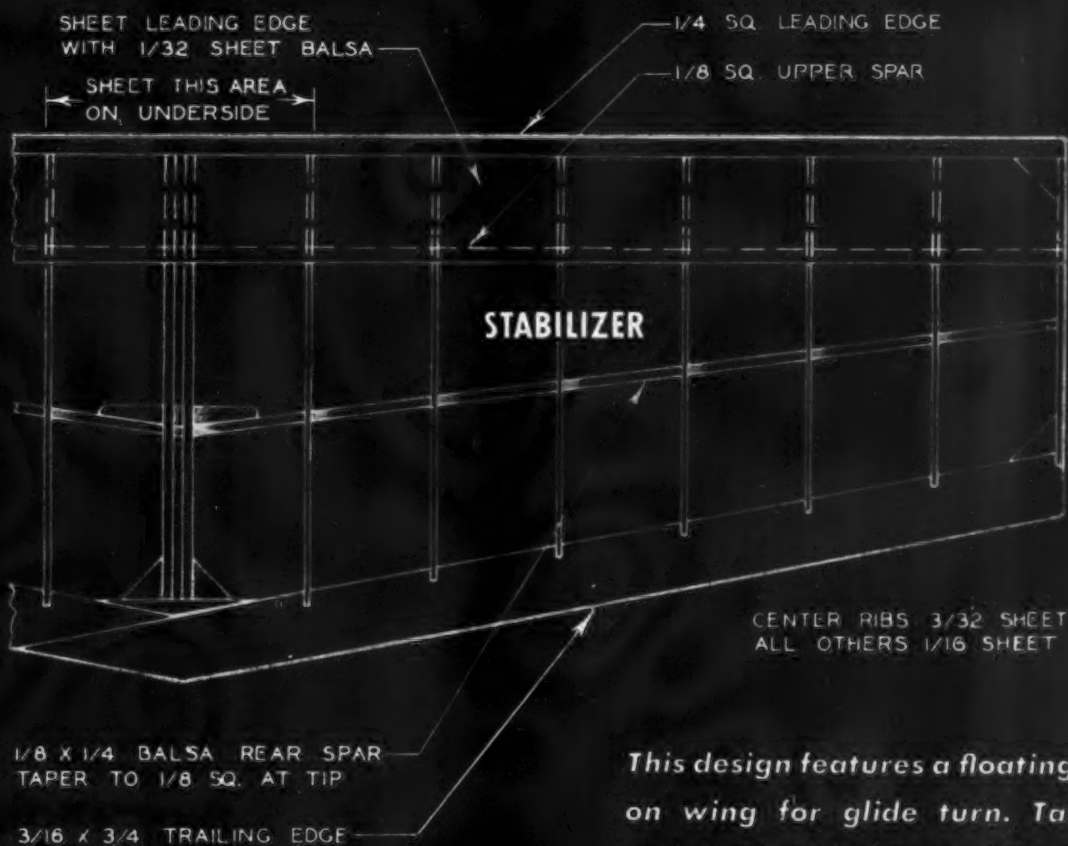 SHEET LEADING EDGE
WITH 1/32 SHEET BALSA
SHEET THIS AREA
ON UNDERSIDE
1/4 SQ. LEADING EDGE
1/8 SQ. UPPER SPAR
STABILIZER
CENTER RIBS 3/32 SHEET
ALL OTHERS 1/16 SHEET
1/8 X 1/4 BALSA REAR SPAR
TAPER TO 1/8 SQ. AT TIP
3/16 X 3/4 TRAILING EDGE
This design features a floating
on wing for glide turn. Ta